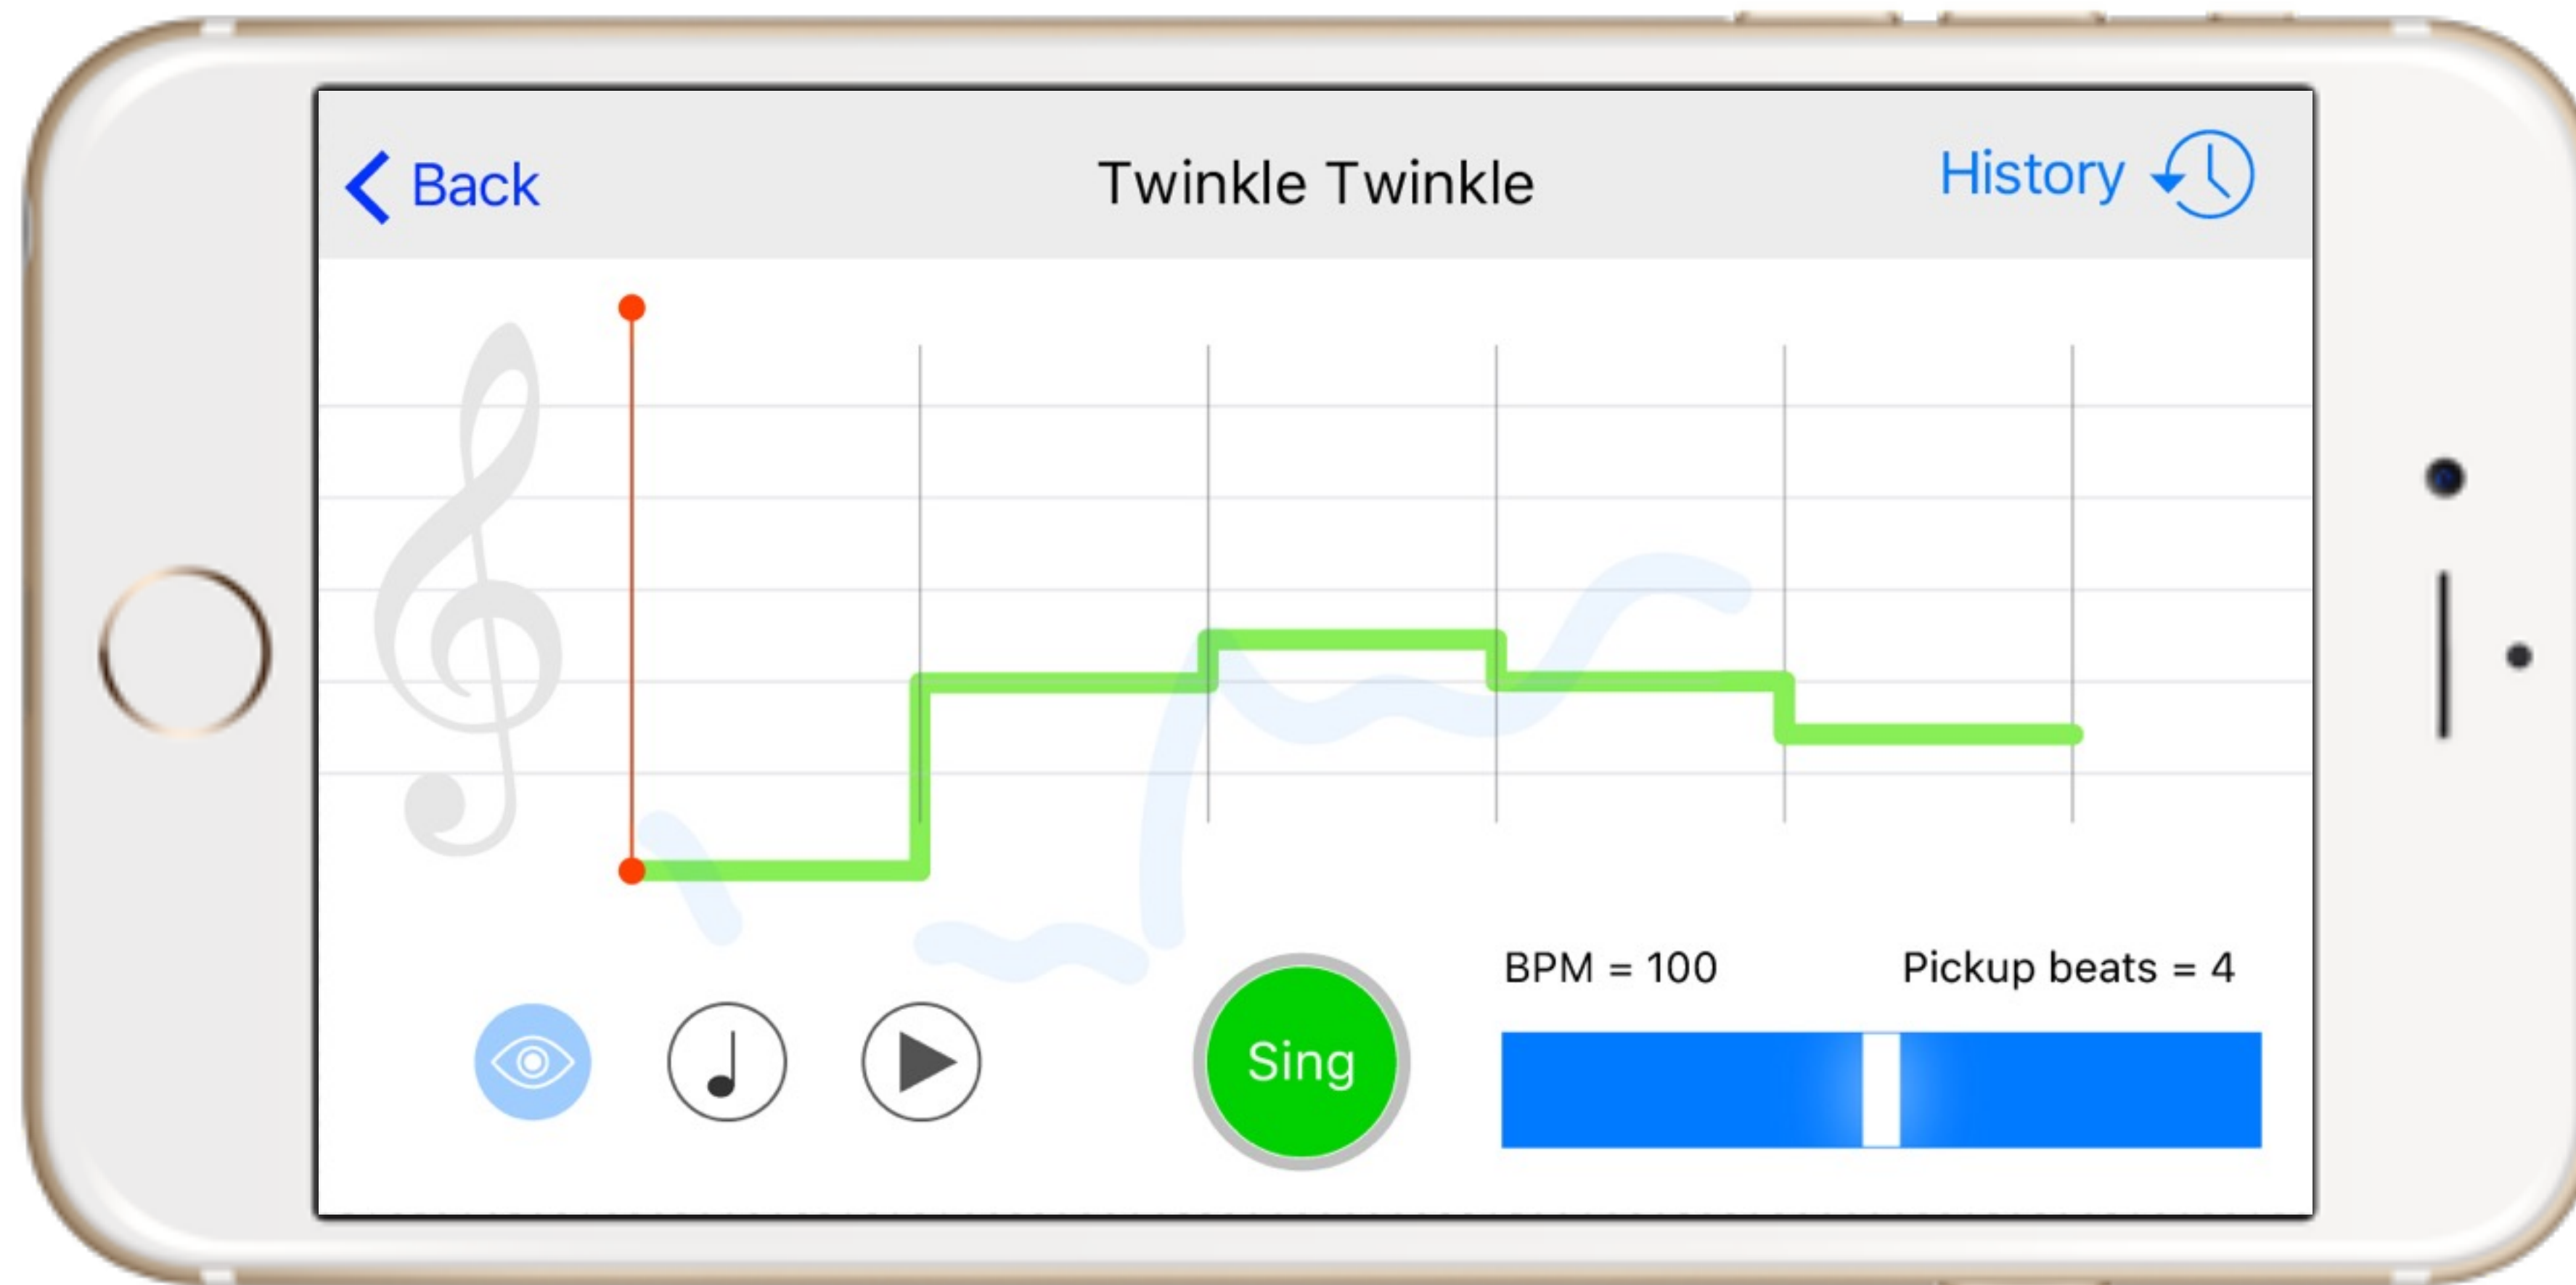 Back
Twinkle Twinkle
History
BPM = 100
Pickup beats = 4
Sing